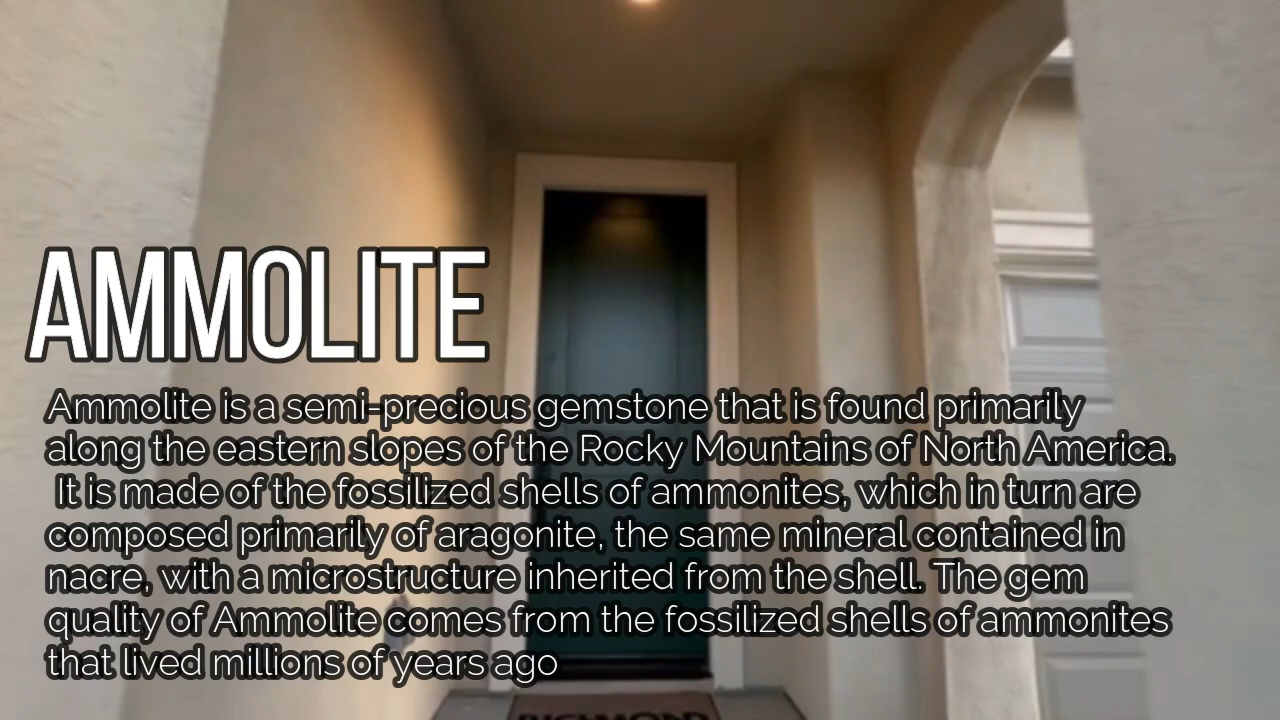 AMMOLITE
Ammolite is a semi-precious gemstone that is found primarily
along the eastern slopes of the Rocky Mountains of North America.
It is made of the fossilized shells of ammonites, which in turn are
composed primarily of aragonite, the same mineral contained in
nacre, with a microstructure inherited from the shell. The gem
quality of Ammolite comes from the fossilized shells of ammonites
that lived millions of years ago
RICHMOND